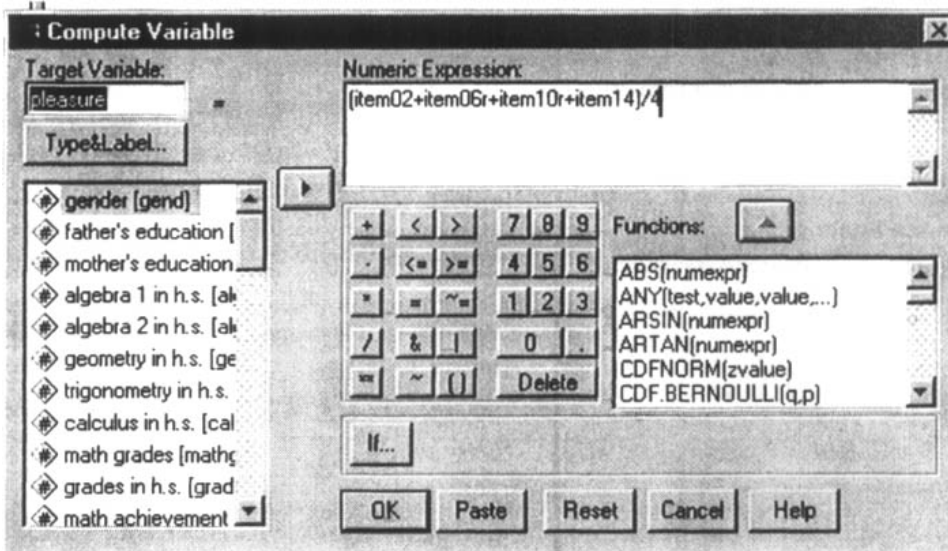 Compute Variable
Target Variable:
pleasure
=
Type&Label...
gender [gend]
father's education [
mother's education
algebra 1 in h.s. [al
algebra 2 in h.s. [al
geometry in h.s. [ge
trigonometry in h.s.
calculus in h.s. [cal
math grades [mathg
grades in h.s. [grad
math achievement
Numeric Expression:
(item02+item06r+item10r+item14)/4
+ < > 7 8 9
- <= >= 4 5 6
* = ~= 1 2 3
/ & | 0 .
** ~ () Delete
Functions:
ABS(numexpr)
ANY(test,value,value,...)
ARSIN(numexpr)
ARTAN(numexpr)
CDFNORM(zvalue)
CDF.BERNOULLI(q,p)
If...
OK Paste Reset Cancel Help